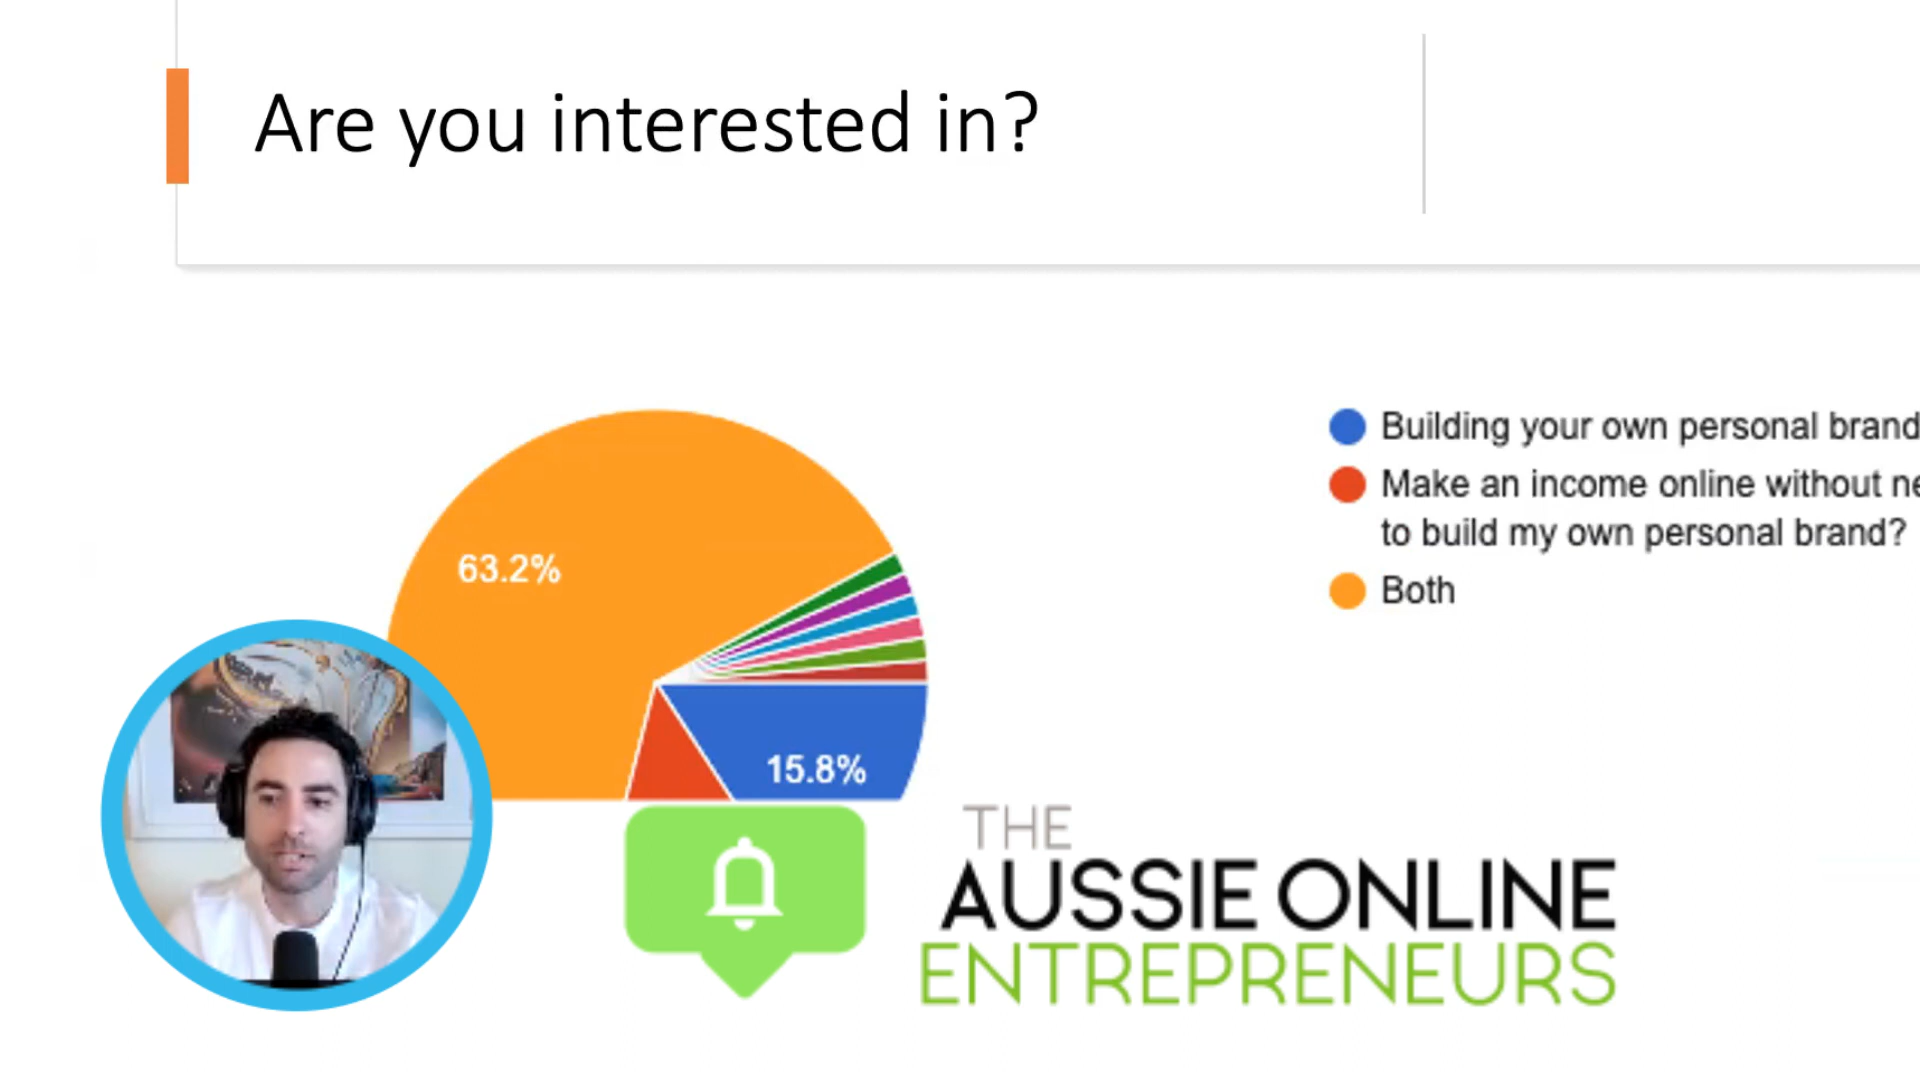 Are you interested in?
Building your own personal brand
Make an income online without
to build my own personal brand?
Both
63.2%
15.8%
THE
AUSSIE ONLINE
ENTREPRENEURS